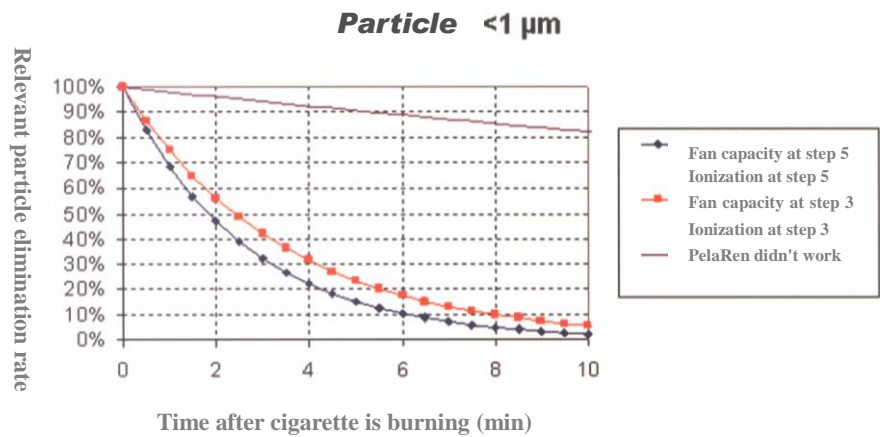 Particle <1 µm
Relevant particle elimination rate
100%
90%
80%
70%
60%
50%
40%
30%
20%
10%
0%
0 2 4 6 8 10
Time after cigarette is burning (min)
Fan capacity at step 5
Ionization at step 5
Fan capacity at step 3
Ionization at step 3
PelaRen didn't work